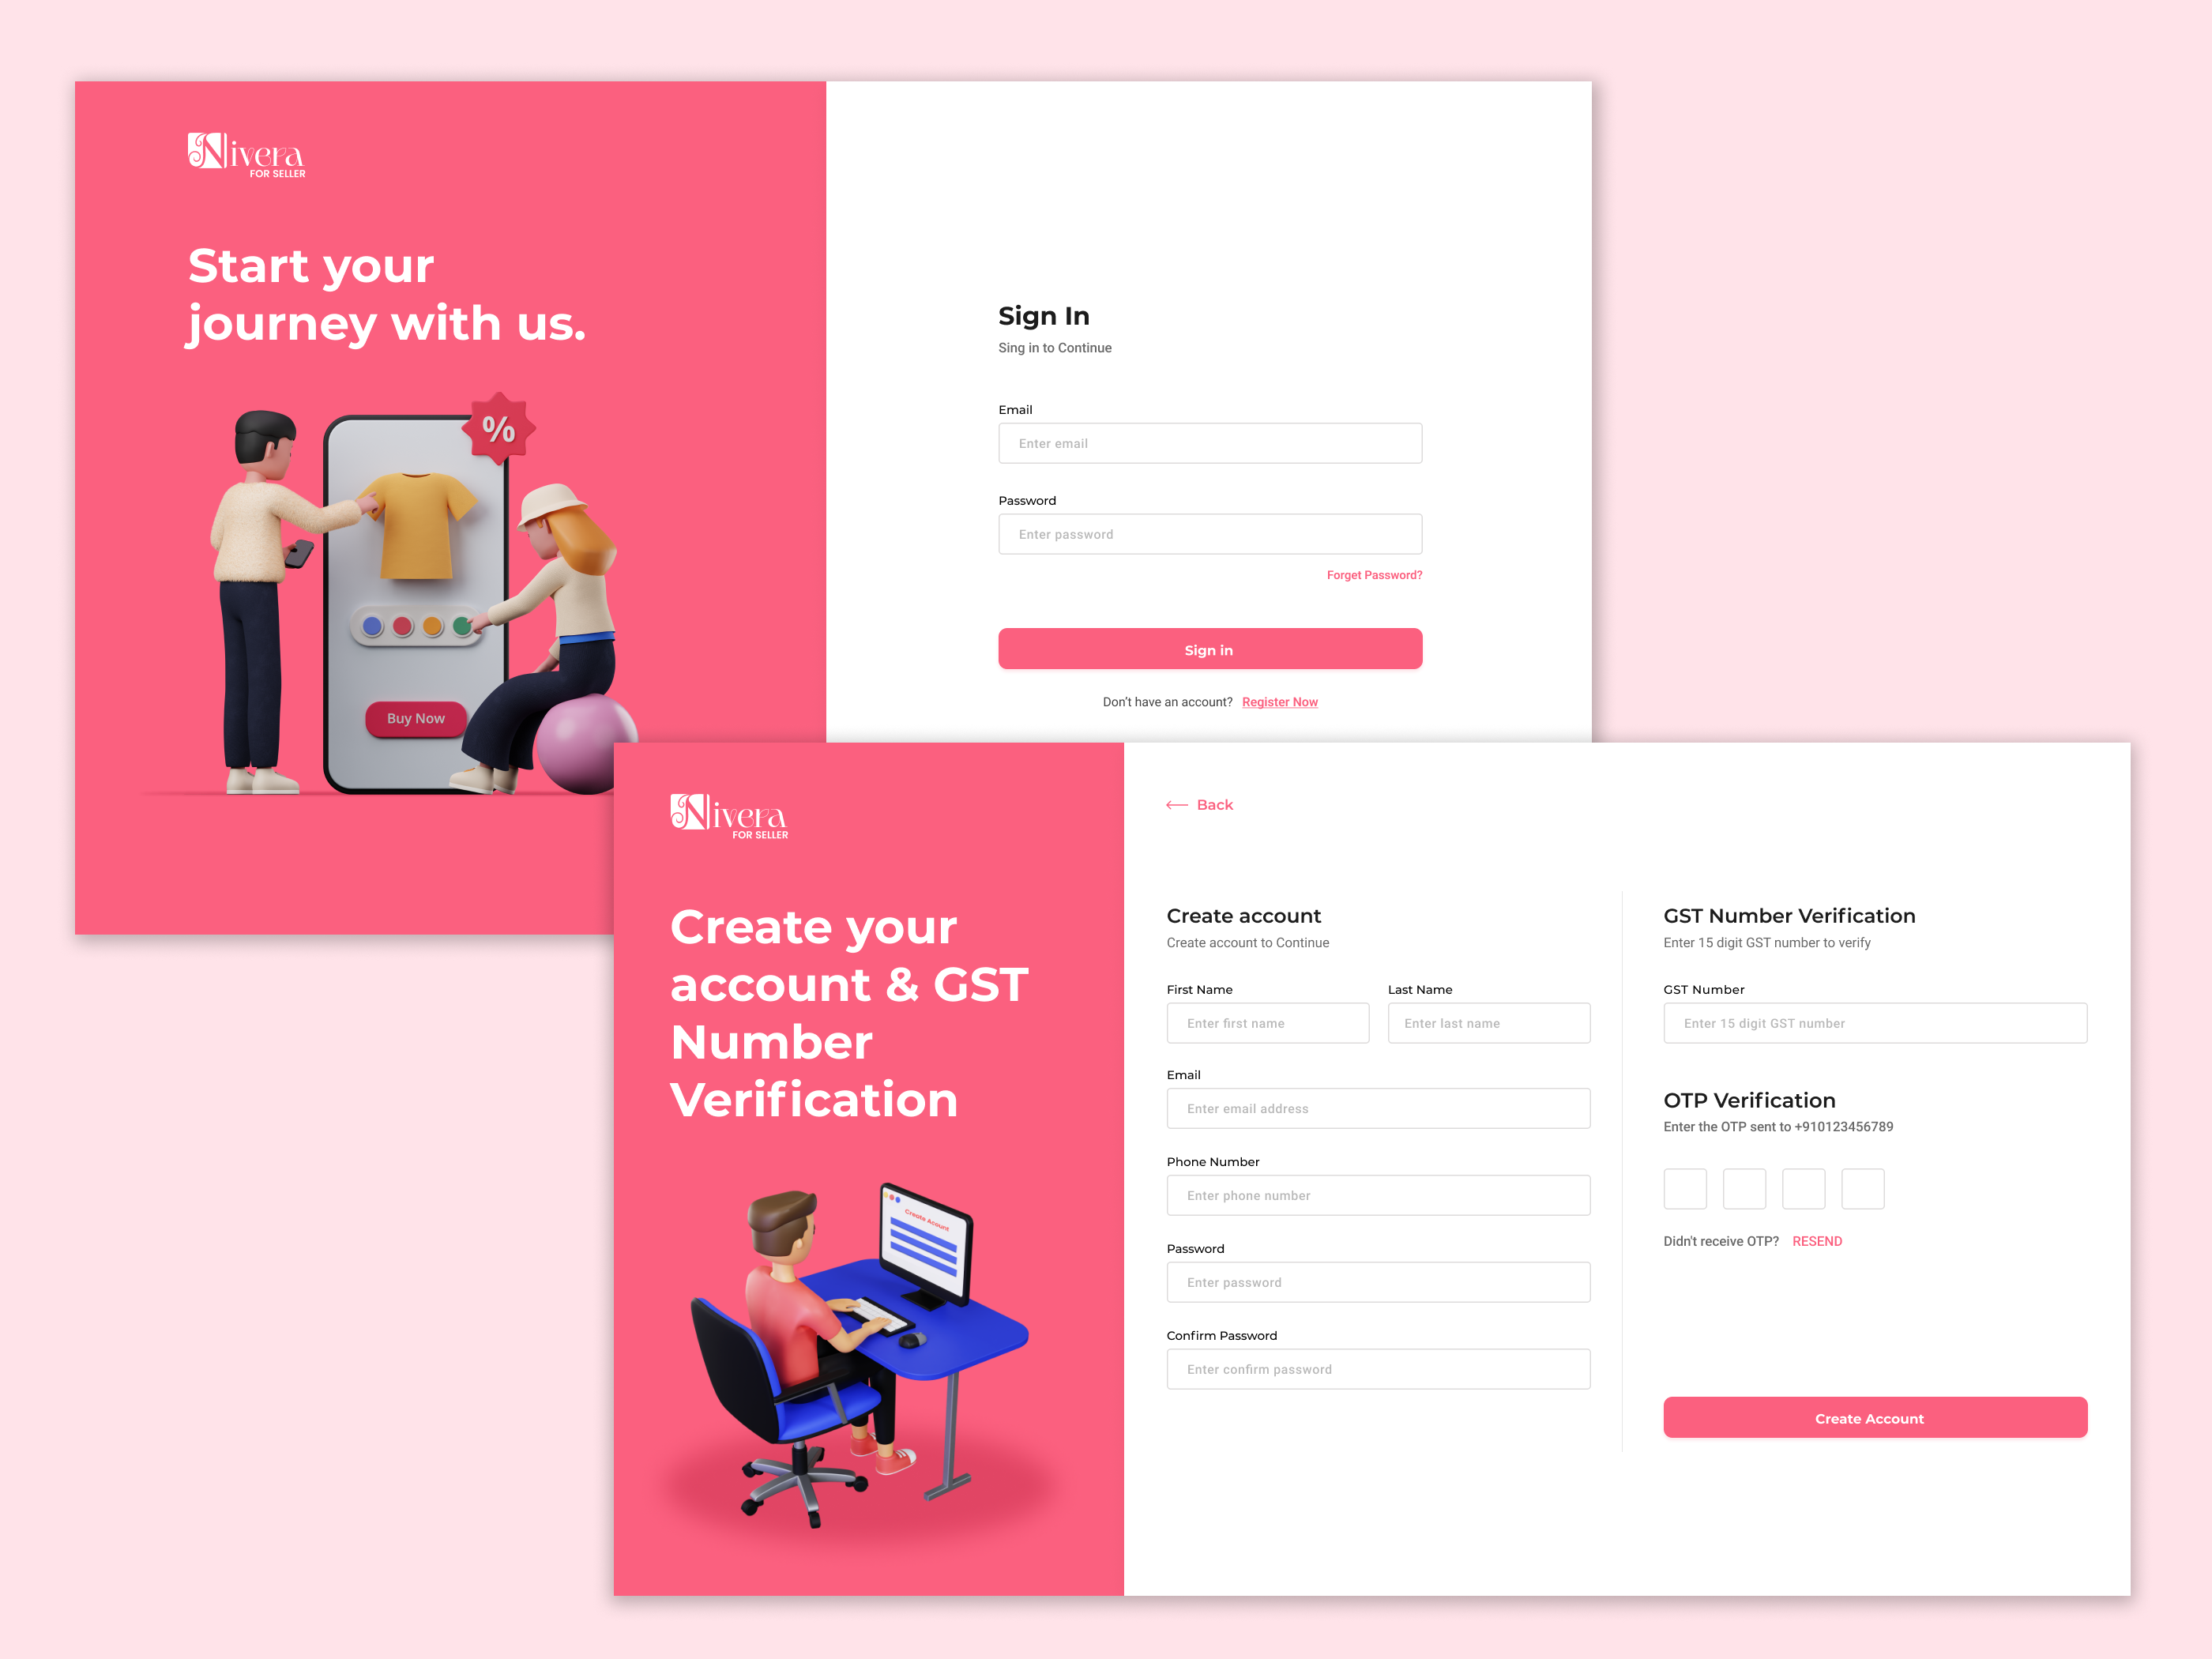 Nivera
FOR SELLER
Start your
journey with us.
%
Buy Now
Sign In
Sing in to Continue
Email
Enter email
Password
Enter password
Forget Password?
Sign in
Don't have an account? Register Now
Nivera
FOR SELLER
Create your
account & GST
Number
Verification
Create Acount
Back
Create account
Create account to Continue
First Name
Last Name
Enter first name
Enter last name
Email
Enter email address
Phone Number
Enter phone number
Password
Enter password
Confirm Password
Enter confirm password
GST Number Verification
Enter 15 digit GST number to verify
GST Number
Enter 15 digit GST number
OTP Verification
Enter the OTP sent to +910123456789
Didn't receive OTP? RESEND
Create Account